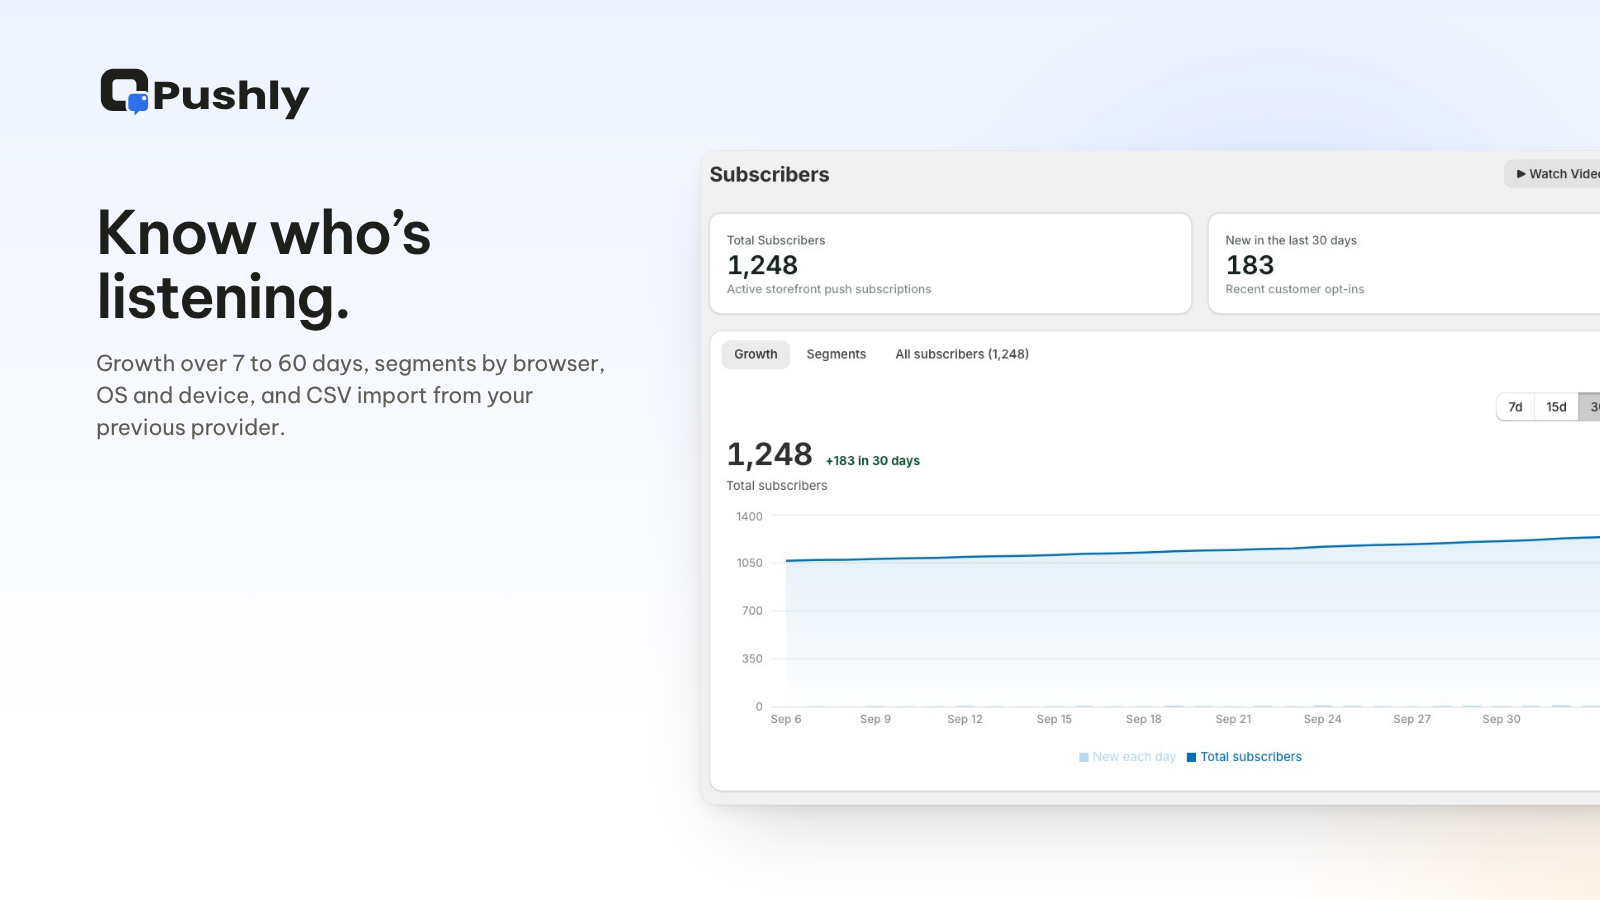 Pushly
Know who’s
listening.
Growth over 7 to 60 days, segments by browser,
OS and device, and CSV import from your
previous provider.
Subscribers
Watch Video
Total Subscribers
1,248
Active storefront push subscriptions
New in the last 30 days
183
Recent customer opt-ins
Growth
Segments
All subscribers (1,248)
7d
15d
1,248
+183 in 30 days
Total subscribers
1400
1050
700
350
0
Sep 6
Sep 9
Sep 12
Sep 15
Sep 18
Sep 21
Sep 24
Sep 27
Sep 30
New each day
Total subscribers